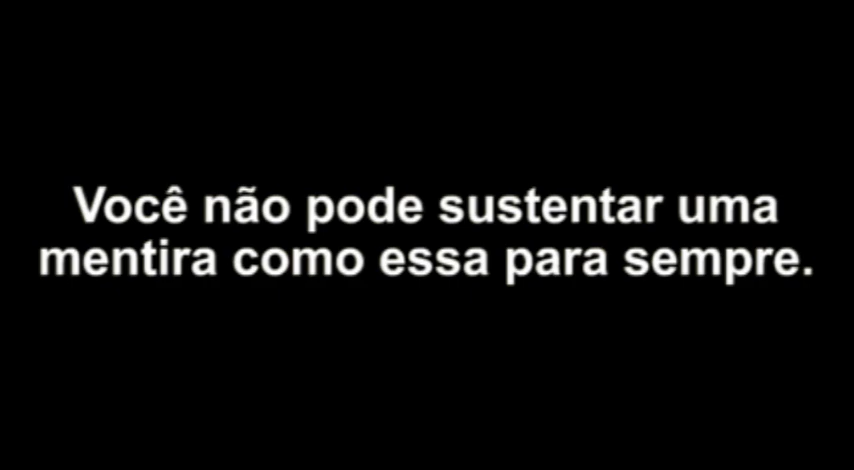 Você não pode sustentar uma
mentira como essa para sempre.